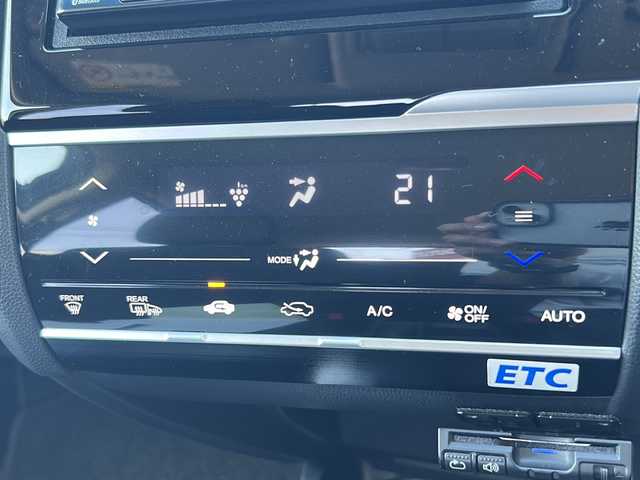 21
MODE
FRONT
REAR
A/C
ON/
OFF
AUTO
ETC